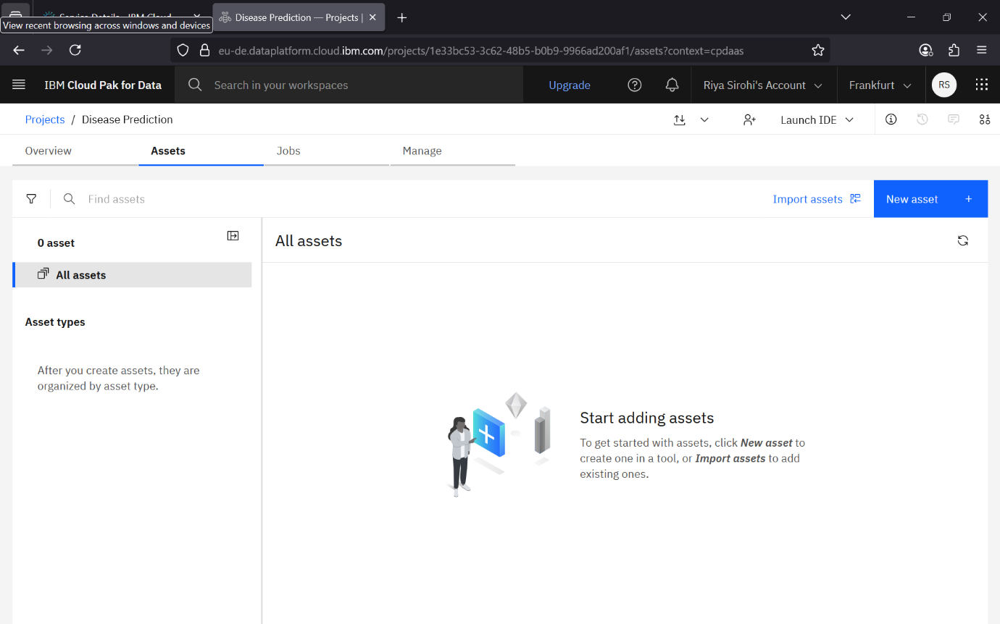 Service Details - IBM Cloud
Disease Prediction — Projects |
View recent browsing across windows and devices
eu-de.dataplatform.cloud.ibm.com/projects/1e33bc53-3c62-48b5-b0b9-9966ad200af1/assets?context=cpdaas
IBM Cloud Pak for Data
Search in your workspaces
Upgrade
Riya Sirohi's Account
Frankfurt
RS
Projects / Disease Prediction
Launch IDE
Overview
Assets
Jobs
Manage
Find assets
Import assets
New asset +
0 asset
All assets
All assets
Asset types
After you create assets, they are
organized by asset type.
Start adding assets
To get started with assets, click New asset to
create one in a tool, or Import assets to add
existing ones.